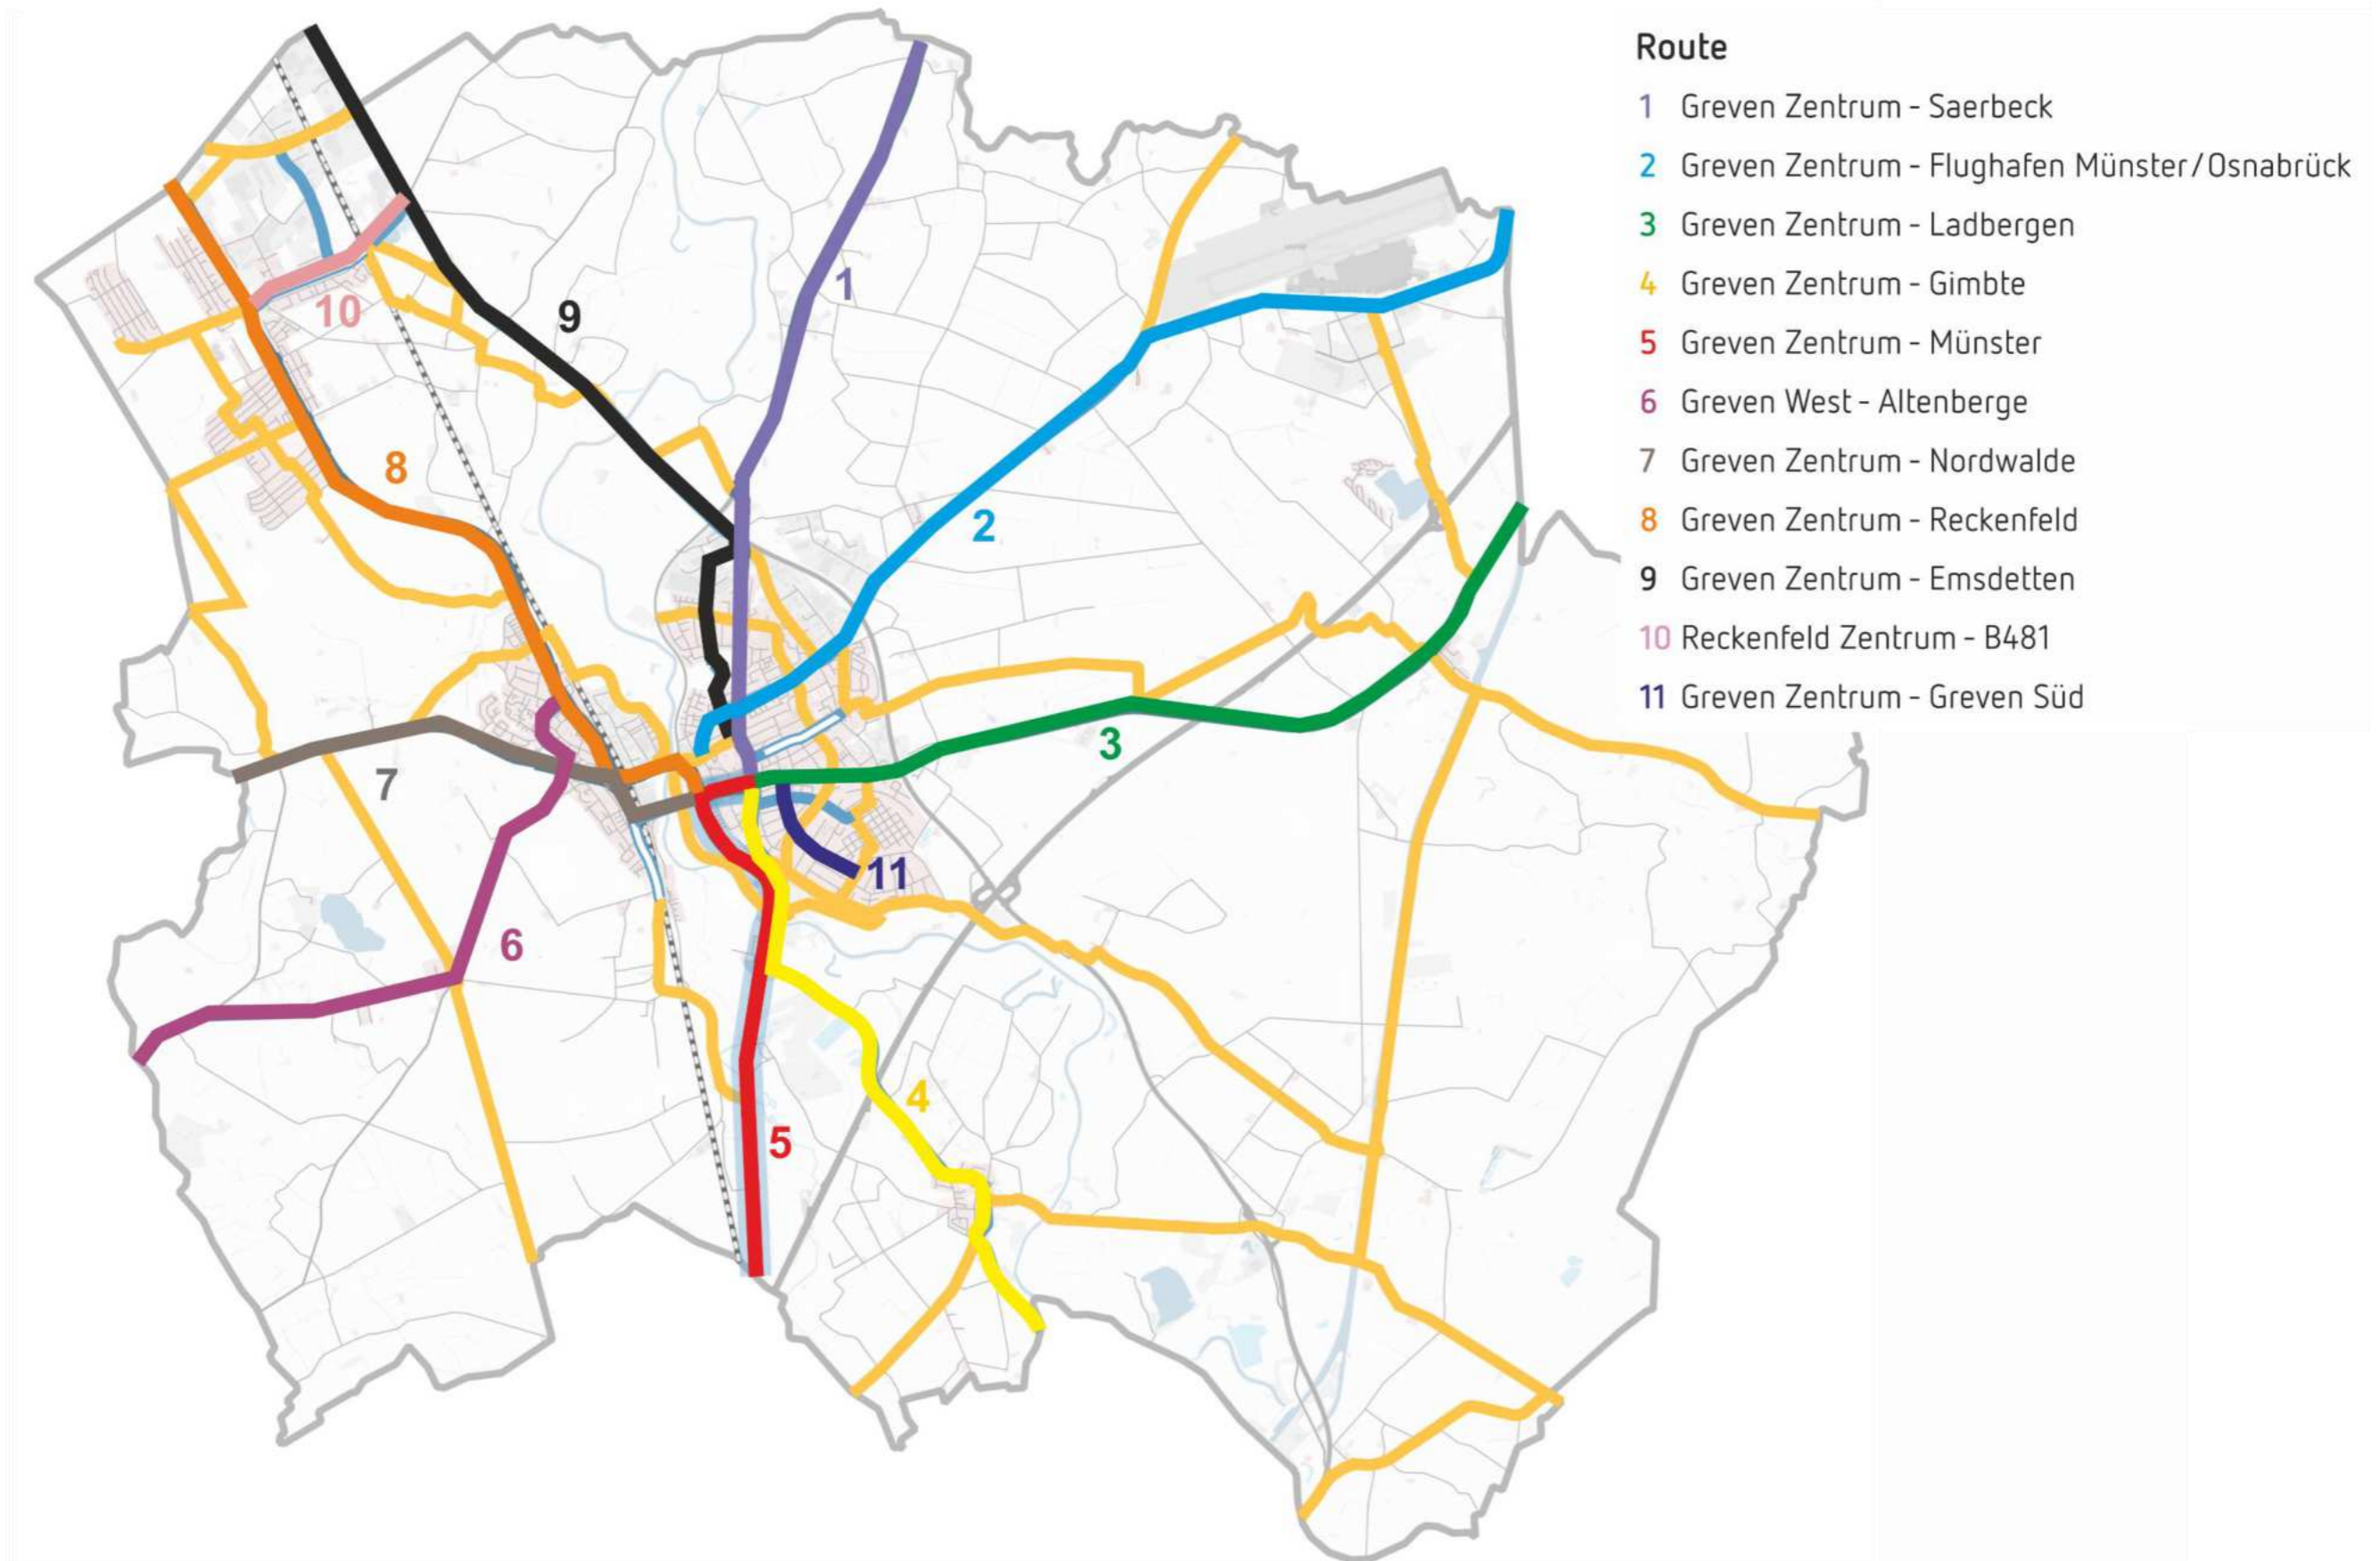 Route
1 Greven Zentrum - Saerbeck
2 Greven Zentrum - Flughafen Münster/Osnabrück
3 Greven Zentrum - Ladbergen
4 Greven Zentrum - Gimbte
5 Greven Zentrum - Münster
6 Greven West - Altenberge
7 Greven Zentrum - Nordwalde
8 Greven Zentrum - Reckenfeld
9 Greven Zentrum - Emsdetten
10 Reckenfeld Zentrum - B481
11 Greven Zentrum - Greven Süd
1
10
9
8
2
3
7
11
6
4
5